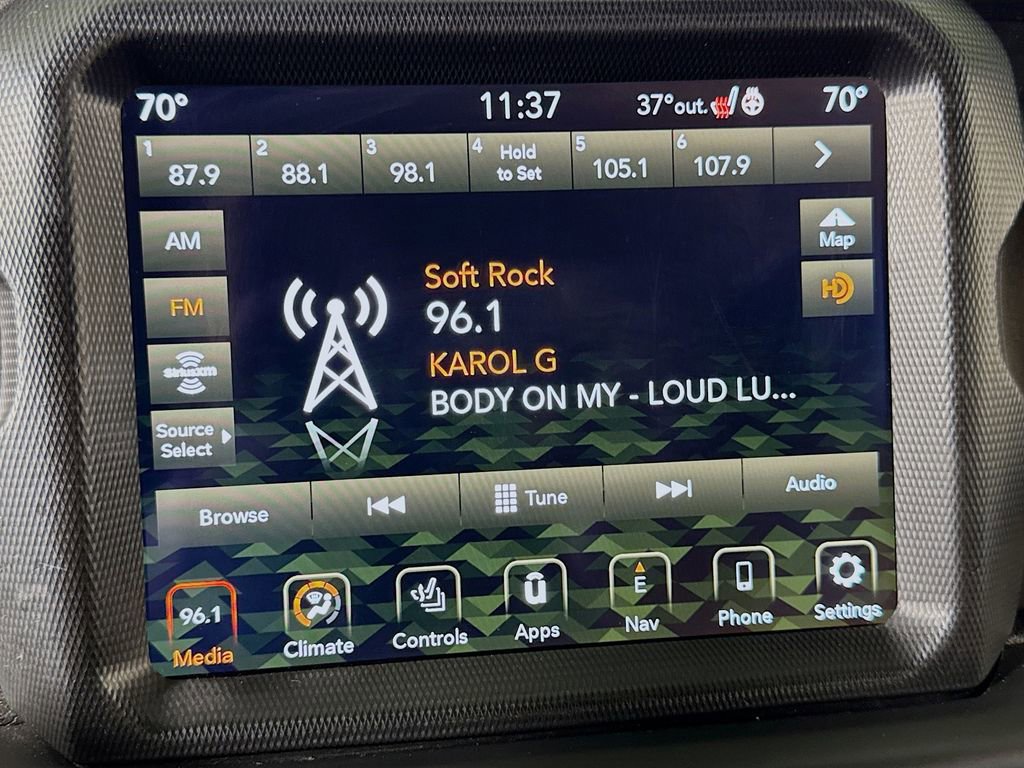 70° 11:37 37°out. 70°
1 87.9 2 88.1 3 98.1 4 Hold to Set 5 105.1 6 107.9
AM
FM
SiriusXM
Source
Select
Map
HD
Soft Rock
96.1
KAROL G
BODY ON MY - LOUD LU...
Browse Tune Audio
96.1 E
Media Climate Controls Apps Nav Phone Settings